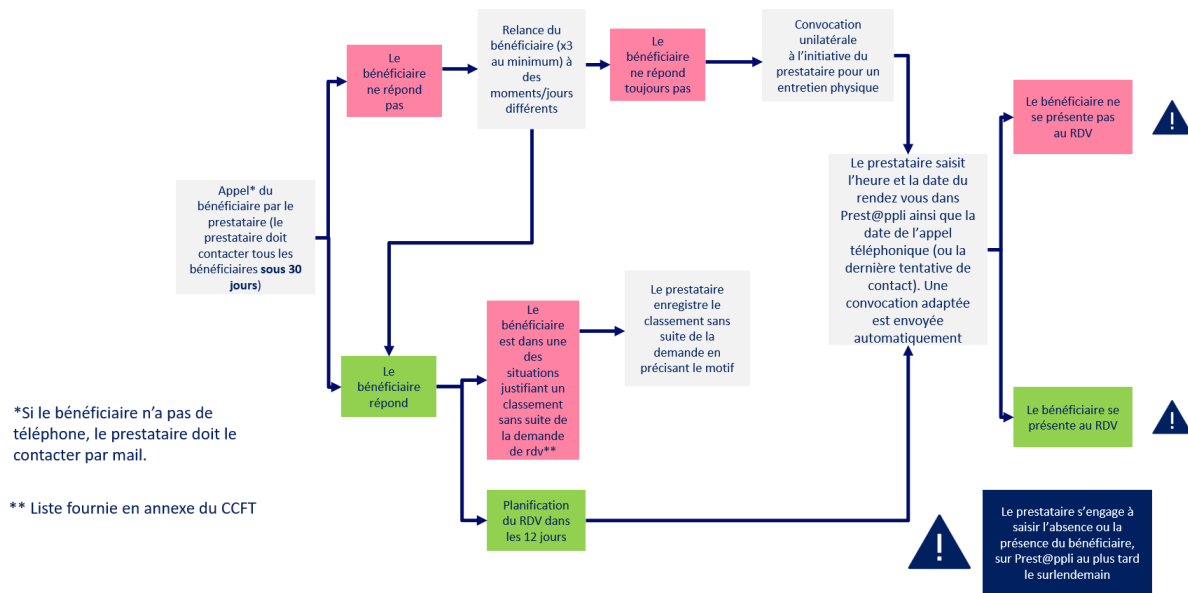 Appel* du
bénéficiaire par le
prestataire (le
prestataire doit
contacter tous les
bénéficiaires sous 30
jours)
Le
bénéficiaire
ne répond
pas
Relance du
bénéficiaire (x3
au minimum) à
des
moments/jours
différents
Le
bénéficiaire
ne répond
toujours pas
Convocation
unilatérale
à l'initiative du
prestataire pour un
entretien physique
Le
bénéficiaire
répond
Le
bénéficiaire
est dans une
des
situations
justifiant un
classement
sans suite de
la demande
de rdv**
Le prestataire
enregistre le
classement sans
suite de la
demande en
précisant le motif
Planification
du RDV dans
les 12 jours
Le prestataire saisit
l'heure et la date du
rendez vous dans
Prest@ppli ainsi que la
date de l'appel
téléphonique (ou la
dernière tentative de
contact). Une
convocation adaptée
est envoyée
automatiquement
Le bénéficiaire ne
se présente pas
au RDV
!
Le bénéficiaire se
présente au RDV
!
*Si le bénéficiaire n'a pas de
téléphone, le prestataire doit le
contacter par mail.
** Liste fournie en annexe du CCFT
!
Le prestataire s'engage à
saisir l'absence ou la
présence du bénéficiaire,
sur Prest@ppli au plus tard
le surlendemain